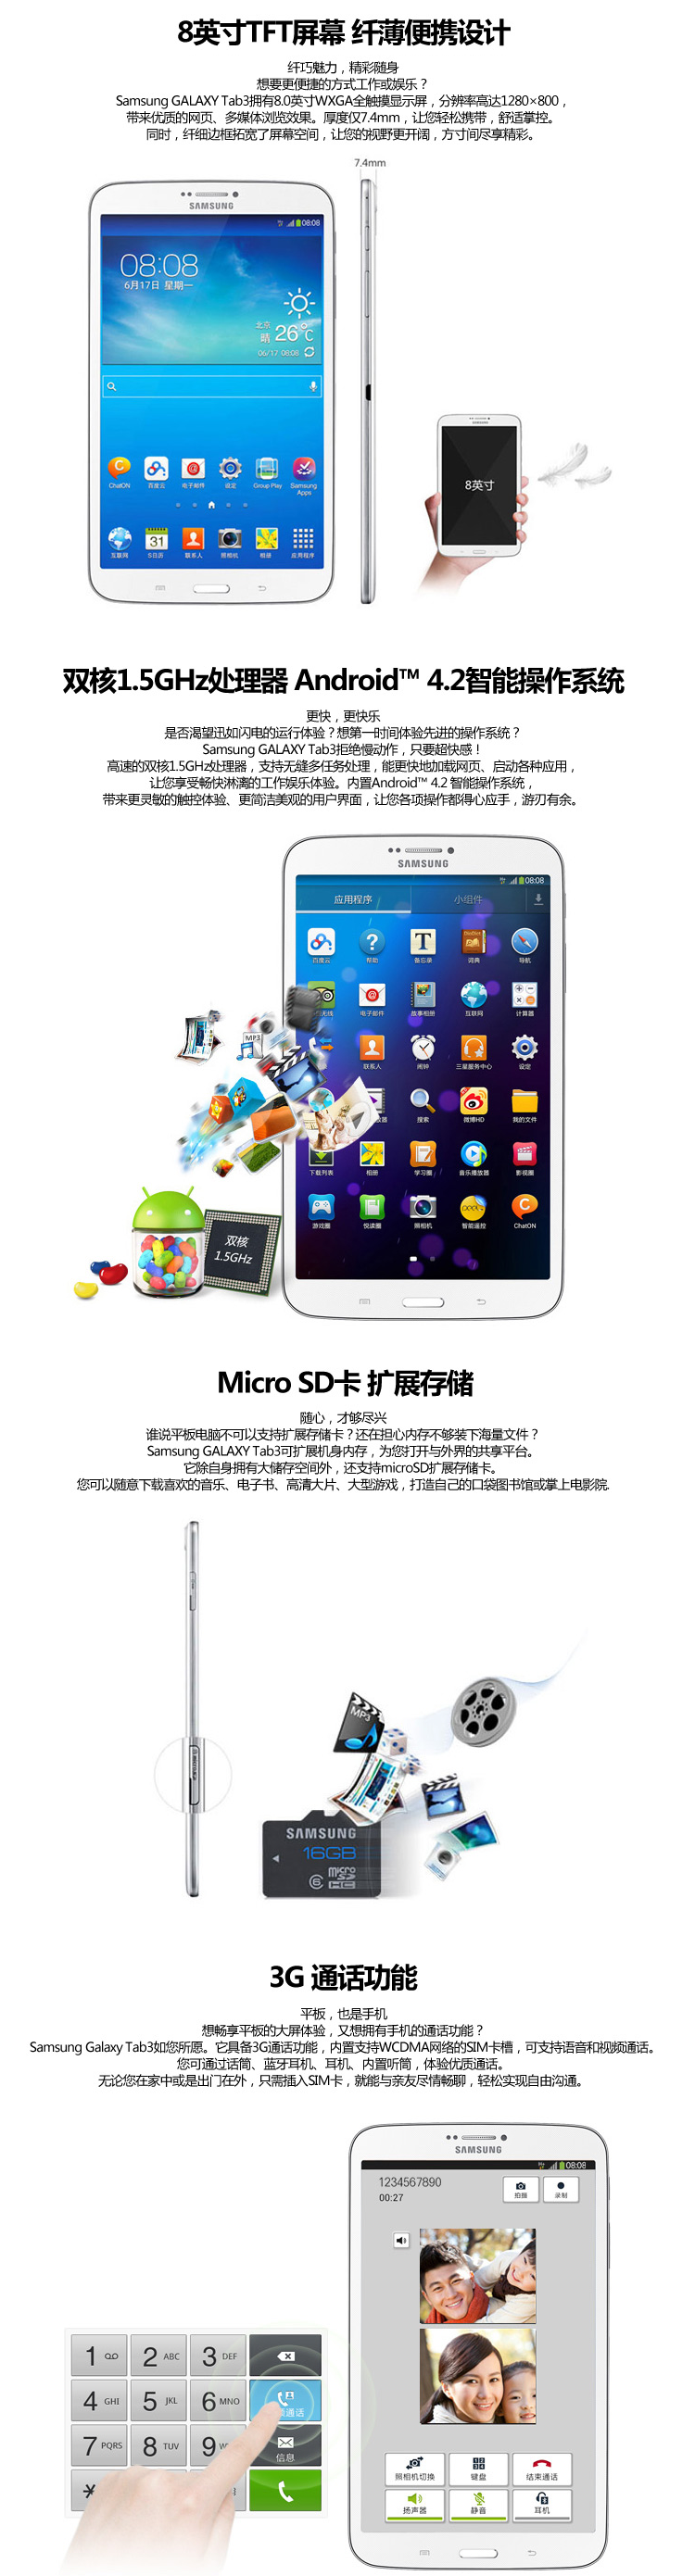 8英寸TFT屏幕 纤薄便携设计
纤巧魅力，精彩随身
想要更便捷的方式工作或娱乐？
Samsung GALAXY Tab3拥有8.0英寸WXGA全触摸显示屏，分辨率高达1280×800，
带来优质的网页、多媒体浏览效果。厚度仅7.4mm，让您轻松携带，舒适掌控。
同时，纤细边框拓宽了屏幕空间，让您的视野更开阔，方寸间尽享精彩。
7.4mm
SAMSUNG
08:08
08:08
6月17日 星期一
北京
晴 26°C
06/17 08:08
SAMSUNG
8英寸
ChatON 百度云 电子邮件 设定 Group Play Samsung Apps
31
互联网 S日历 联系人 照相机 相册 应用程序
双核1.5GHz处理器 Android™ 4.2智能操作系统
更快，更快乐
是否渴望迅如闪电的运行体验？想第一时间体验先进的操作系统？
Samsung GALAXY Tab3拒绝慢动作，只要超快感！
高速的双核1.5GHz处理器，支持无缝多任务处理，能更快地加载网页、启动各种应用，
让您享受畅快淋漓的工作娱乐体验。内置Android™ 4.2 智能操作系统，
带来更灵敏的触控体验、更简洁美观的用户界面，让您各项操作都得心应手，游刃有余。
SAMSUNG
08:08
应用程序 小组件
百度云 帮助 备忘录 词典 导航
电子邮件 故事相册 互联网 计算器
MP3
联系人 闹钟 三星服务中心 设定
搜索 微博HD 我的文件
下载列表 相册 学习圈 音乐播放器 影视圈
游戏圈 悦读圈 照相机 智能遥控 ChatON
双核
1.5GHz
Micro SD卡 扩展存储
随心，才够尽兴
谁说平板电脑不可以支持扩展存储卡？还在担心内存不够装下海量文件？
Samsung GALAXY Tab3可扩展机身内存，为您打开与外界的共享平台。
它除自身拥有大储存空间外，还支持microSD扩展存储卡。
您可以随意下载喜欢的音乐、电子书、高清大片、大型游戏，打造自己的口袋图书馆或掌上电影院.
MP3
SAMSUNG
16GB
6 micro SD HC
3G 通话功能
平板，也是手机
想畅享平板的大屏体验，又想拥有手机的通话功能？
Samsung Galaxy Tab3如您所愿。它具备3G通话功能，内置支持WCDMA网络的SIM卡槽，可支持语音和视频通话。
您可通过话筒、蓝牙耳机、耳机、内置听筒，体验优质通话。
无论您在家中或是出门在外，只需插入SIM卡，就能与亲友尽情畅聊，轻松实现自由沟通。
SAMSUNG
08:08
1234567890
00:27
拍摄 录制
1 2 ABC 3 DEF
4 GHI 5 JKL 6 MNO 通话
7 PQRS 8 TUV 9 信息
*
照相机切换 键盘 结束通话
扬声器 静音 耳机